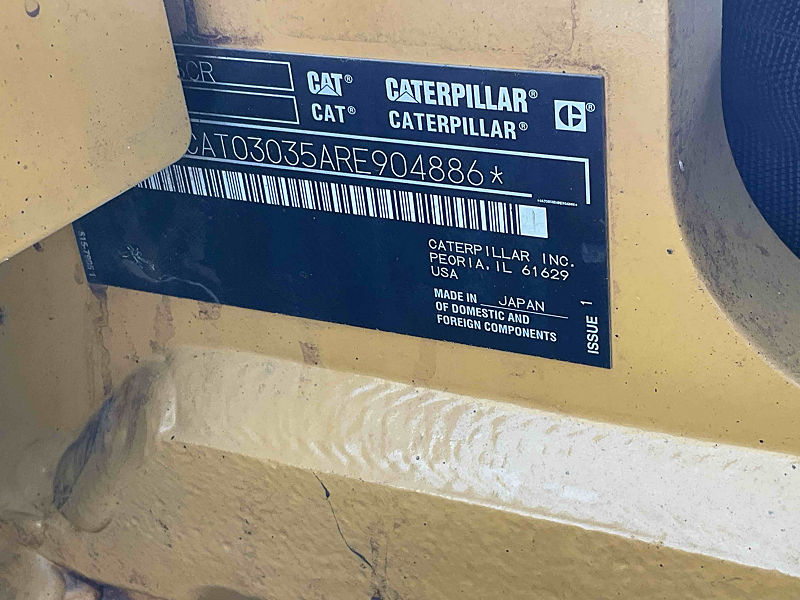 5CR
CAT® CATERPILLAR®
CAT® CATERPILLAR®
CAT03035ARE904886*
CATERPILLAR INC.
PEORIA, IL 61629
USA
MADE IN JAPAN
OF DOMESTIC AND
FOREIGN COMPONENTS
ISSUE 1